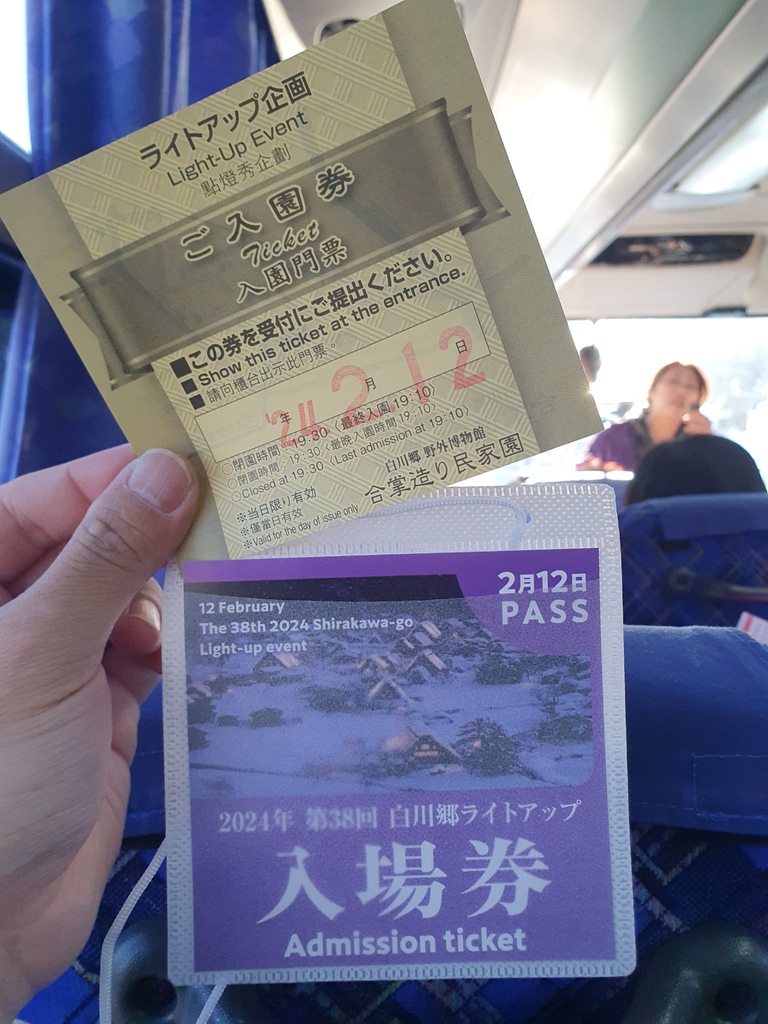 ライトアップ企画
Light-Up Event
點燈秀企劃
ご入園券
Ticket
入園門票
■この券を受付にご提出ください。
■Show this ticket at the entrance.
■請向櫃台出示此門票。
'24年 2月 12日
○閉園時間:19:30〈最終入園19:10〉
○閉園時間:19:30〈最晚入園時間19:10〉
○Closed at 19:30〈Last admission at 19:10〉
白川郷 野外博物館
※当日限り有効
合掌造り民家園
※僅當日有效
※Valid for the day of issue only
2月12日
PASS
12 February
The 38th 2024 Shirakawa-go
Light-up event
2024年 第38回 白川郷ライトアップ
入場券
Admission ticket